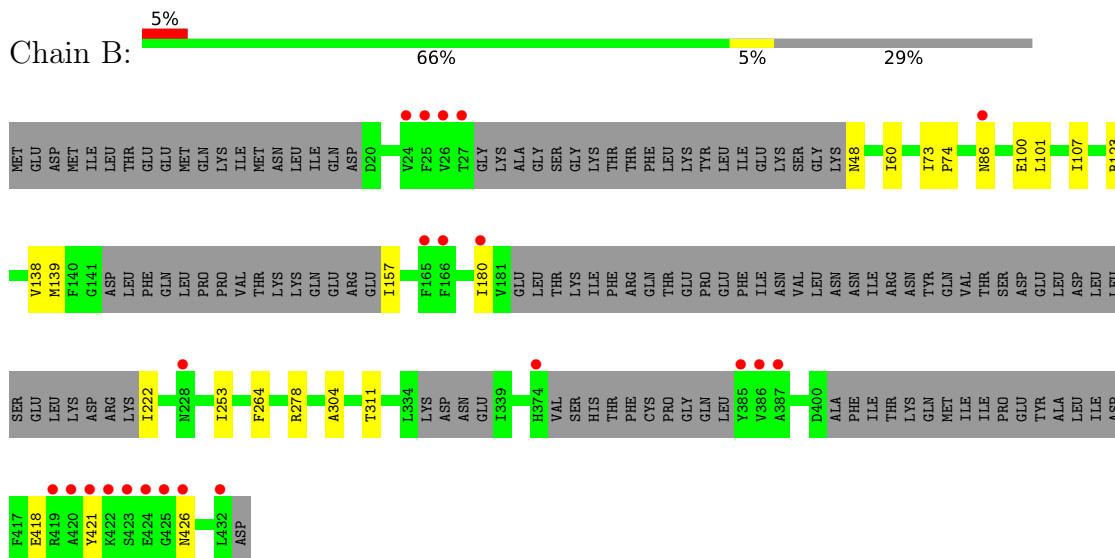 5%
Chain B:
66% 5% 29%
MET GLU ASP MET ILE LEU THR GLU GLU MET GLN LYS ILE MET ASN LEU ILE GLN ASP D20 V24 F25 V26 T27 GLY LYS ALA GLY SER GLY LYS THR THR PHE LEU LYS TYR LEU ILE GLU LYS SER GLY LYS N48 I60 I73 P74 N86 E100 L101 I107 R123
V138 M139 F140 G141 ASP LEU PHE GLN LEU PRO PRO VAL THR LYS LYS GLN GLU ARG GLU I157 F165 F166 I180 V181 GLU LEU THR LYS ILE PHE ARG GLN THR GLU PRO GLU PHE ILE ASN VAL LEU ASN ASN ILE ARG ASN TYR GLN VAL THR SER ASP GLU LEU ASP LEU LEU
SER GLU LEU LYS ASP ARG LYS I222 N228 I253 F264 R278 A304 T311 L334 LYS ASP ASN GLU I339 H374 VAL SER HIS THR PHE CYS PRO GLY GLN LEU Y385 V386 A387 D400 ALA PHE ILE THR LYS GLN MET ILE ILE PRO GLU TYR ALA LEU ILE ASP
F417 E418 R419 A420 Y421 K422 S423 E424 G425 N426 L432 ASP